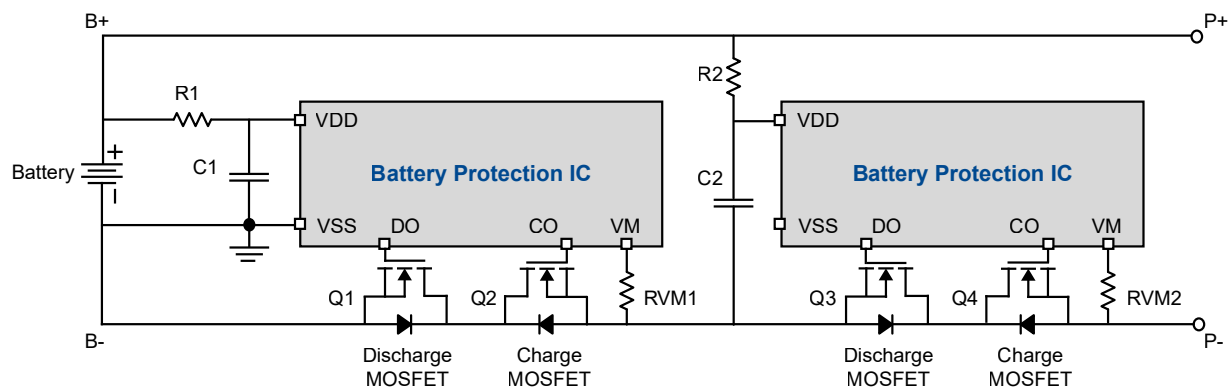 B+
P+
R1
R2
VDD
VDD
Battery
+
Battery Protection IC
Battery Protection IC
C1
C2
VSS
DO
CO
VM
VSS
DO
CO
VM
Q1
Q2
RVM1
Q3
Q4
RVM2
B-
P-
Discharge
MOSFET
Charge
MOSFET
Discharge
MOSFET
Charge
MOSFET